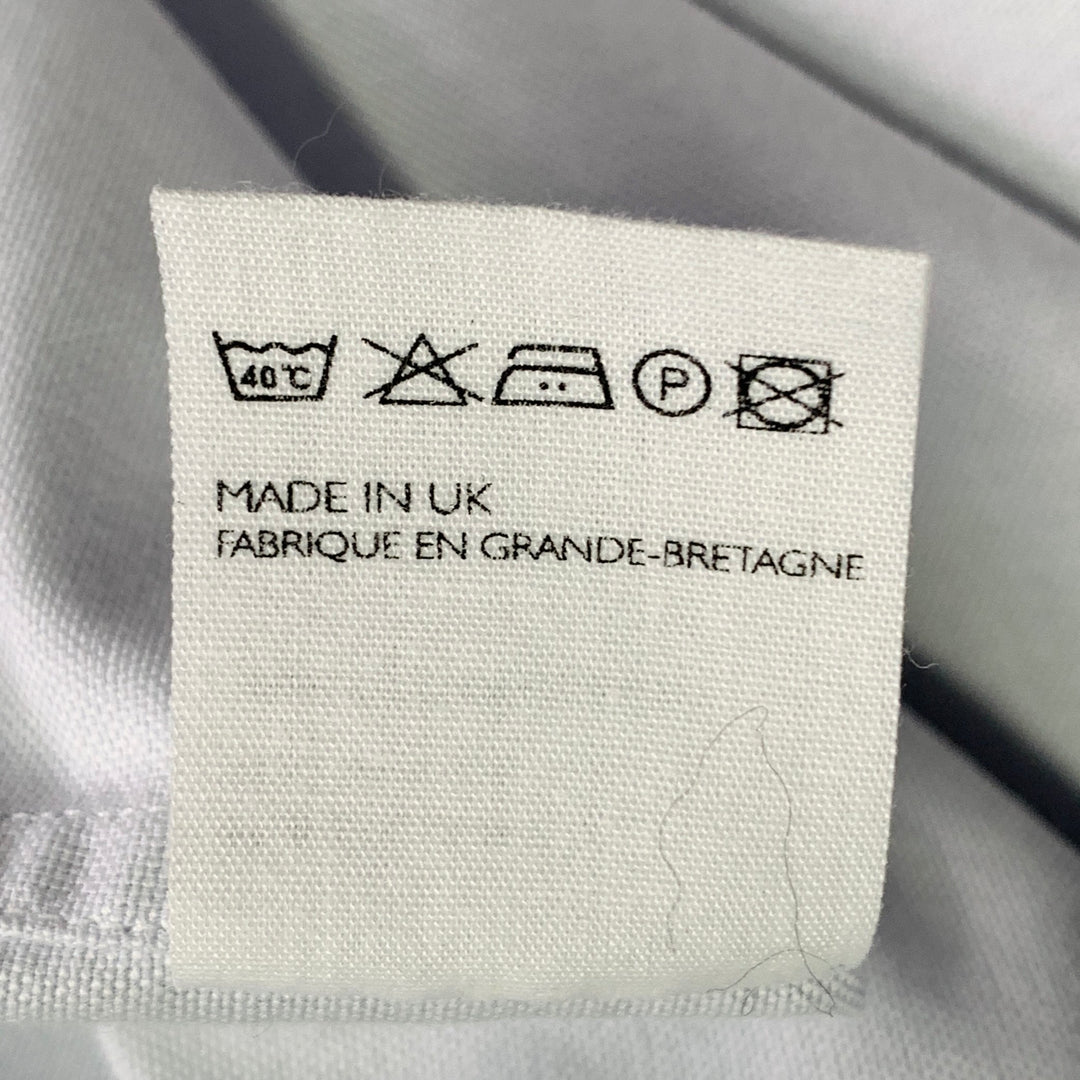 40°C P
MADE IN UK
FABRIQUE EN GRANDE-BRETAGNE